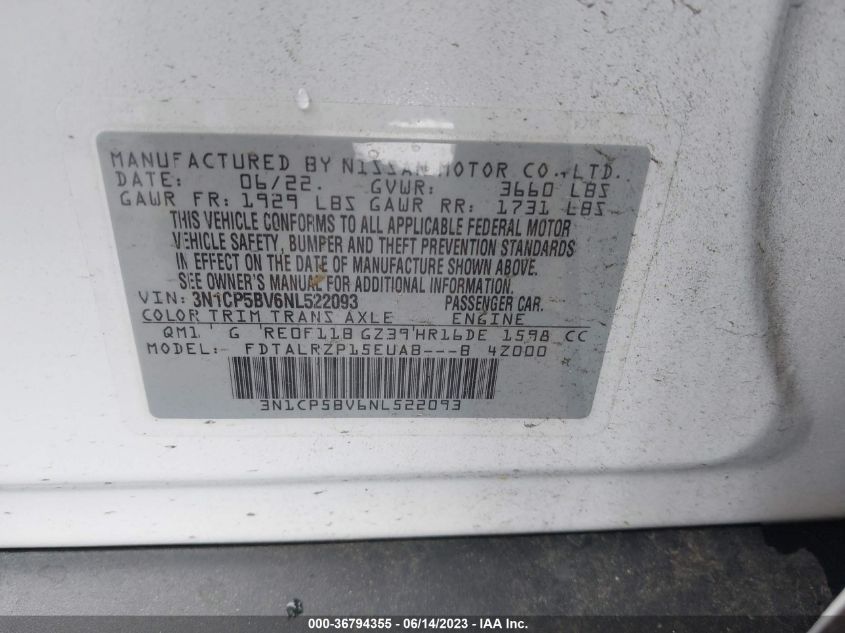 MANUFACTURED BY NISSAN MOTOR CO.,LTD.
DATE: 06/22. GVWR: 3660 LBS
GAWR FR: 1929 LBS GAWR RR: 1731 LBS
THIS VEHICLE CONFORMS TO ALL APPLICABLE FEDERAL MOTOR
VEHICLE SAFETY, BUMPER AND THEFT PREVENTION STANDARDS
IN EFFECT ON THE DATE OF MANUFACTURE SHOWN ABOVE.
SEE OWNER'S MANUAL FOR ADDITIONAL INFORMATION.
VIN: 3N1CP5BV6NL522093 PASSENGER CAR.
COLOR TRIM TRANS AXLE ENGINE
QM1 G RE0F11B GZ39 HR16DE 1598 CC
MODEL: FDTALRZP15EUA8---B 4Z000
3N1CP5BV6NL522093
000-36794355 - 06/14/2023 - IAAI.com